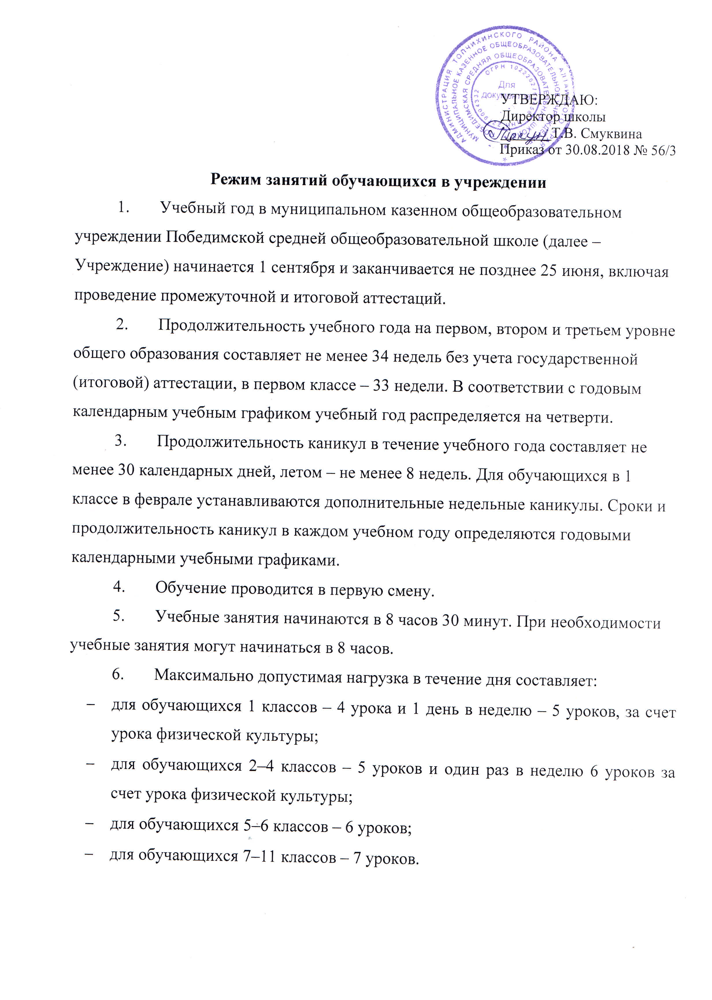 АДМИНИСТРАЦИЯ ТОПЧИХИНСКОГО РАЙОНА АЛТАЙСКОГО КРАЯ
МУНИЦИПАЛЬНОЕ КАЗЕННОЕ ОБЩЕОБРАЗОВАТЕЛЬНОЕ УЧРЕЖДЕНИЕ
ПОБЕДИМСКАЯ СРЕДНЯЯ ОБЩЕОБРАЗОВАТЕЛЬНАЯ ШКОЛА
ОГРН ИНН
Для
документов
УТВЕРЖДАЮ:
Директор школы
Т.В. Смуквина
Приказ от 30.08.2018 № 56/3
Режим занятий обучающихся в учреждении
1. Учебный год в муниципальном казенном общеобразовательном
учреждении Победимской средней общеобразовательной школе (далее –
Учреждение) начинается 1 сентября и заканчивается не позднее 25 июня, включая
проведение промежуточной и итоговой аттестаций.
2. Продолжительность учебного года на первом, втором и третьем уровне
общего образования составляет не менее 34 недель без учета государственной
(итоговой) аттестации, в первом классе – 33 недели. В соответствии с годовым
календарным учебным графиком учебный год распределяется на четверти.
3. Продолжительность каникул в течение учебного года составляет не
менее 30 календарных дней, летом – не менее 8 недель. Для обучающихся в 1
классе в феврале устанавливаются дополнительные недельные каникулы. Сроки и
продолжительность каникул в каждом учебном году определяются годовыми
календарными учебными графиками.
4. Обучение проводится в первую смену.
5. Учебные занятия начинаются в 8 часов 30 минут. При необходимости
учебные занятия могут начинаться в 8 часов.
6. Максимально допустимая нагрузка в течение дня составляет:
– для обучающихся 1 классов – 4 урока и 1 день в неделю – 5 уроков, за счет
урока физической культуры;
– для обучающихся 2–4 классов – 5 уроков и один раз в неделю 6 уроков за
счет урока физической культуры;
– для обучающихся 5–6 классов – 6 уроков;
– для обучающихся 7–11 классов – 7 уроков.